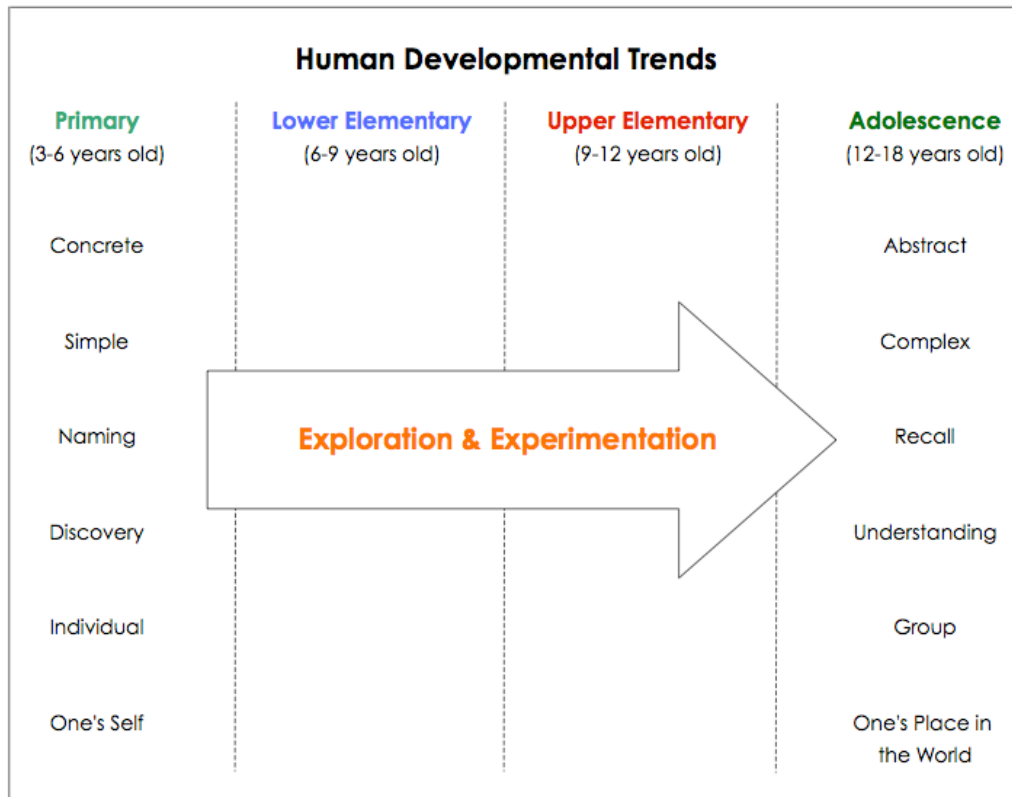 Human Developmental Trends
Primary
(3-6 years old)
Lower Elementary
(6-9 years old)
Upper Elementary
(9-12 years old)
Adolescence
(12-18 years old)
Concrete
Abstract
Simple
Complex
Naming
Exploration & Experimentation
Recall
Discovery
Understanding
Individual
Group
One's Self
One's Place in
the World